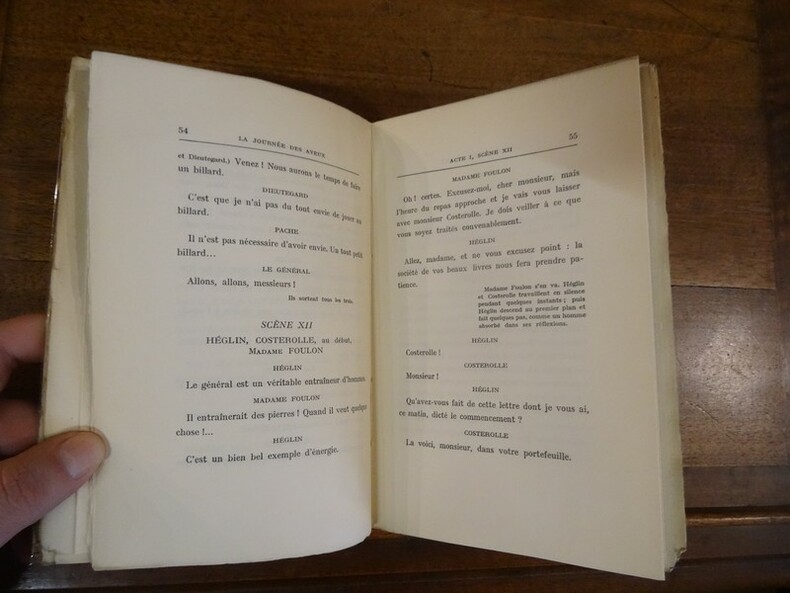 54
LA JOURNÉE DES AVEUX
et Dieutegard.) Venez ! Nous aurons le temps de faire
un billard.
DIEUTEGARD
C'est que je n'ai pas du tout envie de jouer au
billard.
PACHE
Il n'est pas nécessaire d'avoir envie. Un tout petit
billard...
LE GÉNÉRAL
Allons, allons, messieurs !
Ils sortent tous les trois.
SCÈNE XII
HÉGLIN, COSTEROLLE, au début,
MADAME FOULON
HÉGLIN
Le général est un véritable entraîneur d'hommes.
MADAME FOULON
Il entraînerait des pierres ! Quand il veut quelque
chose !...
HÉGLIN
C'est un bien bel exemple d'énergie.
55
ACTE I, SCÈNE XII
MADAME FOULON
Oh ! certes. Excusez-moi, cher monsieur, mais
l'heure du repas approche et je vais vous laisser
avec monsieur Costerolle. Je dois veiller à ce que
vous soyez traités convenablement.
HÉGLIN
Allez, madame, et ne vous excusez point : la
société de vos beaux livres nous fera prendre pa-
tience.
Madame Foulon s'en va. Héglin
et Costerolle travaillent en silence
pendant quelques instants ; puis
Héglin descend au premier plan et
fait quelques pas, comme un homme
absorbé dans ses réflexions.
HÉGLIN
Costerolle !
COSTEROLLE
Monsieur !
HÉGLIN
Qu'avez-vous fait de cette lettre dont je vous ai,
ce matin, dicté le commencement ?
COSTEROLLE
La voici, monsieur, dans votre portefeuille.